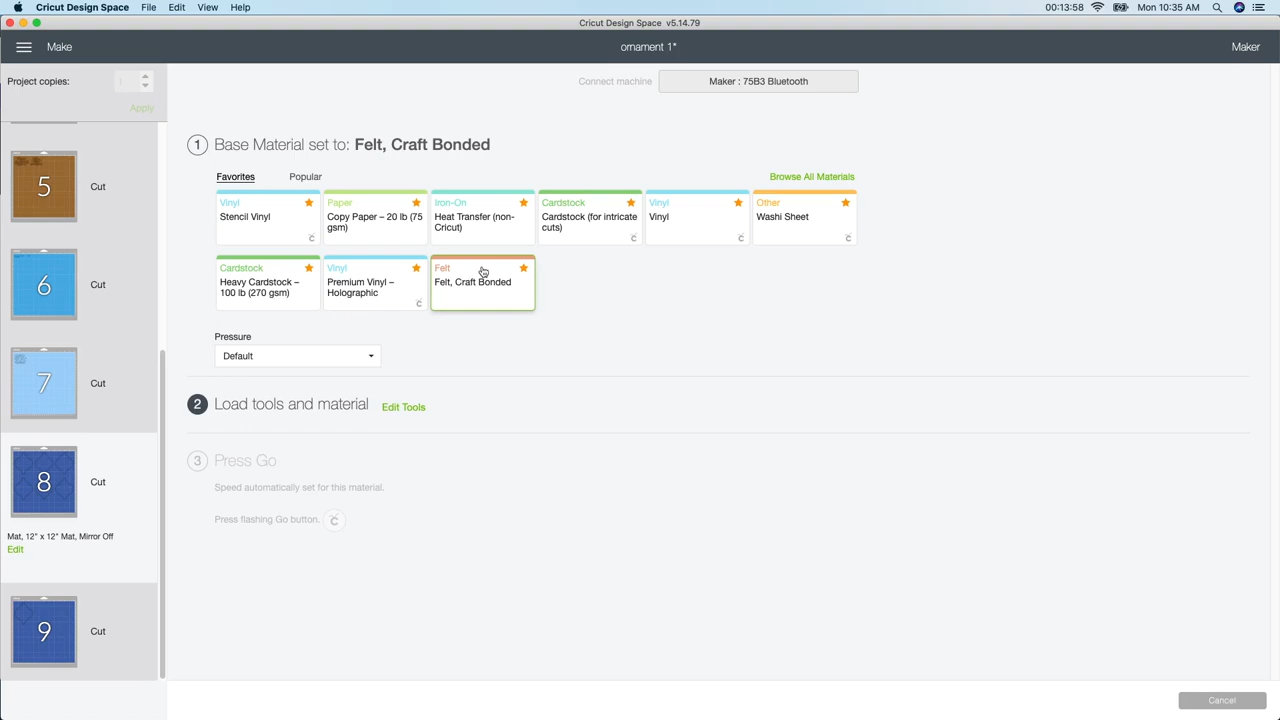 Cricut Design Space File Edit View Help 00:13:58 Mon 10:35 AM
Cricut Design Space v5.14.79
Make ornament 1* Maker
Project copies: 1
Apply
Connect machine Maker : 75B3 Bluetooth
1 Base Material set to: Felt, Craft Bonded
Favorites Popular Browse All Materials
Vinyl
Stencil Vinyl
Paper
Copy Paper – 20 lb (75
gsm)
Iron-On
Heat Transfer (non-
Cricut)
Cardstock
Cardstock (for intricate
cuts)
Vinyl
Vinyl
Other
Washi Sheet
Cardstock
Heavy Cardstock –
100 lb (270 gsm)
Vinyl
Premium Vinyl –
Holographic
Felt
Felt, Craft Bonded
Pressure
Default
2 Load tools and material Edit Tools
3 Press Go
Speed automatically set for this material.
Press flashing Go button.
5 Cut
6 Cut
7 Cut
8 Cut
Mat, 12" x 12" Mat, Mirror Off
Edit
9 Cut
Cancel